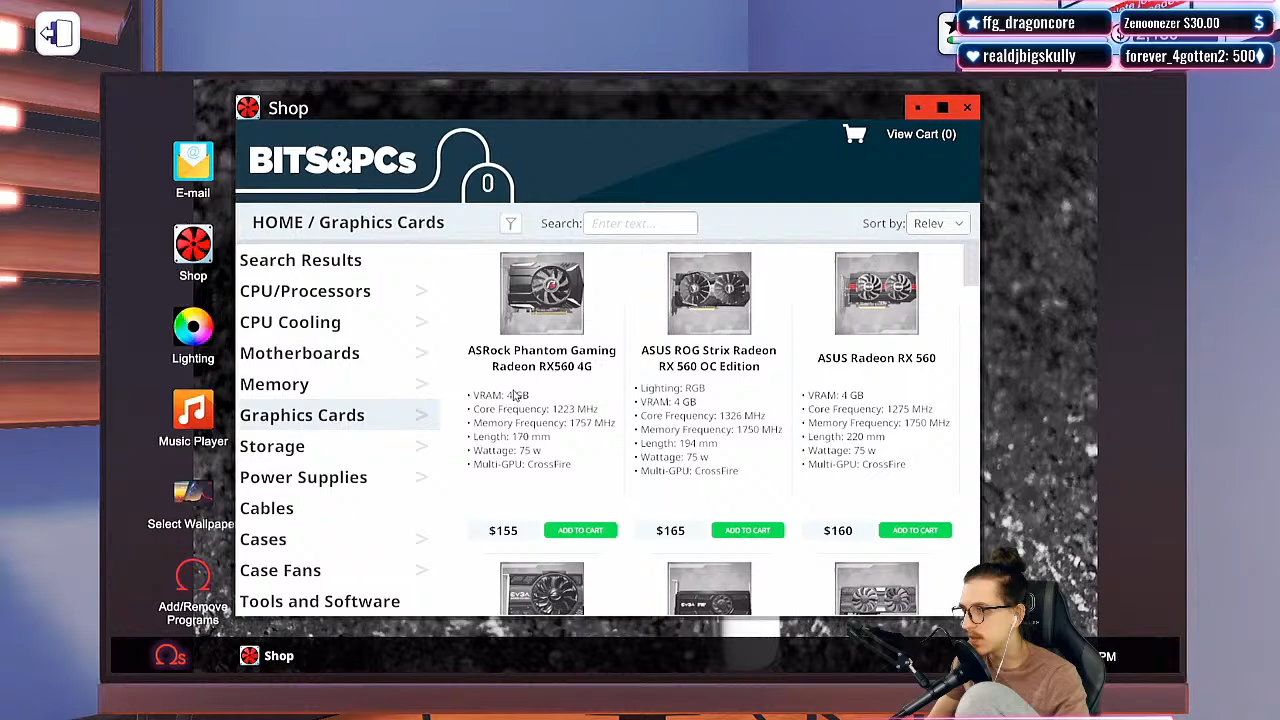 ffg_dragoncore
Zenoonezer $30.00
$
realdjbigskully
forever_4gotten2: 500
Shop
BITS&PCs
View Cart (0)
HOME / Graphics Cards
Search:
Enter text...
Sort by:
Relev
E-mail
Shop
Lighting
Music Player
Select Wallpape
Add/Remove
Programs
Search Results
CPU/Processors >
CPU Cooling >
Motherboards >
Memory >
Graphics Cards >
Storage >
Power Supplies >
Cables
Cases >
Case Fans >
Tools and Software
ASRock Phantom Gaming
Radeon RX560 4G
• VRAM: 4 GB
• Core Frequency: 1223 MHz
• Memory Frequency: 1757 MHz
• Length: 170 mm
• Wattage: 75 w
• Multi-GPU: CrossFire
$155
ADD TO CART
ASUS ROG Strix Radeon
RX 560 OC Edition
• Lighting: RGB
• VRAM: 4 GB
• Core Frequency: 1326 MHz
• Memory Frequency: 1750 MHz
• Length: 194 mm
• Wattage: 75 w
• Multi-GPU: CrossFire
$165
ADD TO CART
ASUS Radeon RX 560
• VRAM: 4 GB
• Core Frequency: 1275 MHz
• Memory Frequency: 1750 MHz
• Length: 220 mm
• Wattage: 75 w
• Multi-GPU: CrossFire
$160
ADD TO CART
Ωs
Shop
PM